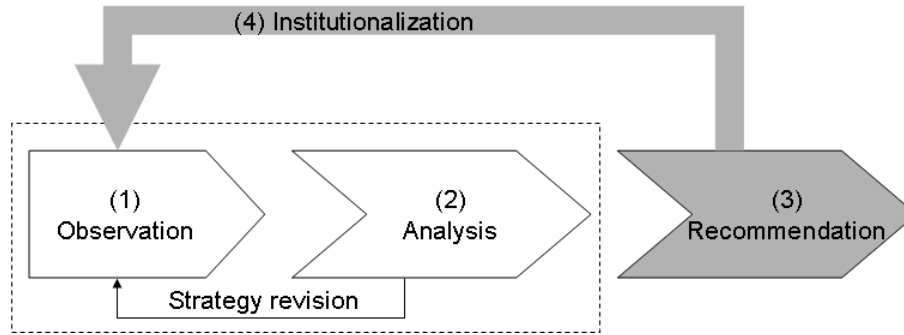 (4) Institutionalization
(1)
Observation
(2)
Analysis
(3)
Recommendation
Strategy revision